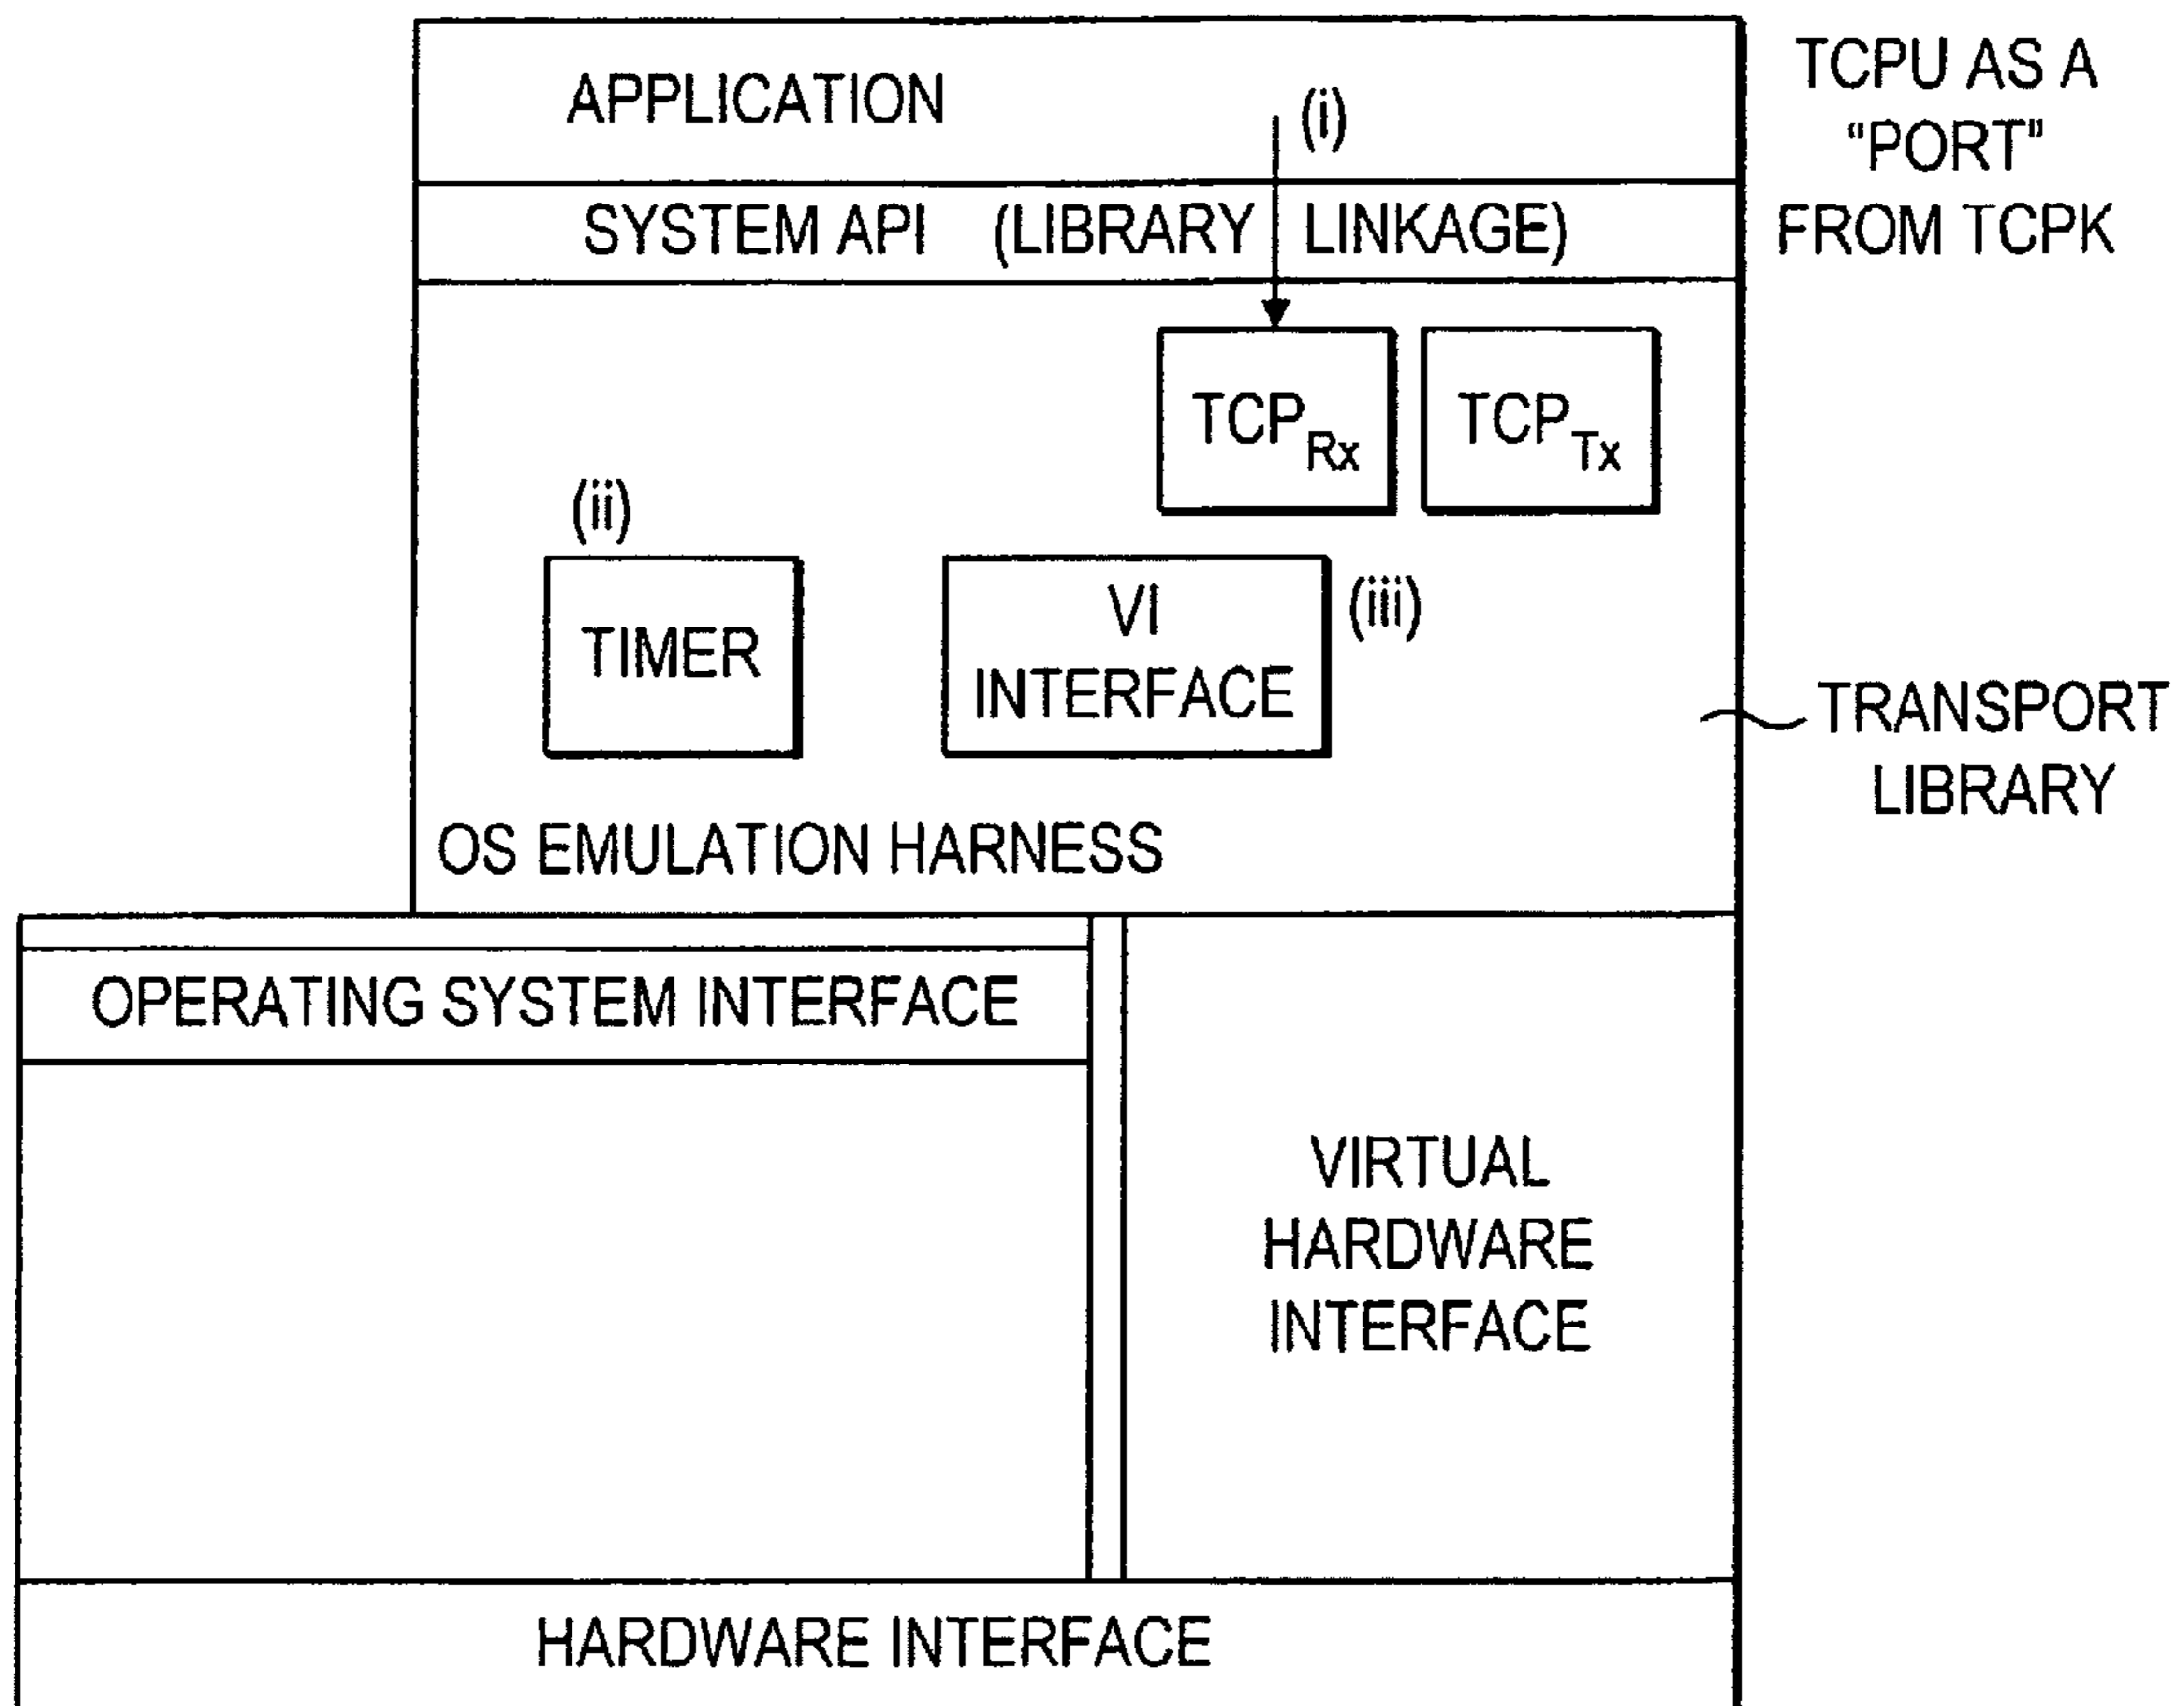 APPLICATION
(i)
TCPU AS A
"PORT"
FROM TCPK
SYSTEM API (LIBRARY LINKAGE)
TCPRx
TCPTx
(ii)
TIMER
VI
INTERFACE
(iii)
TRANSPORT
LIBRARY
OS EMULATION HARNESS
OPERATING SYSTEM INTERFACE
VIRTUAL
HARDWARE
INTERFACE
HARDWARE INTERFACE